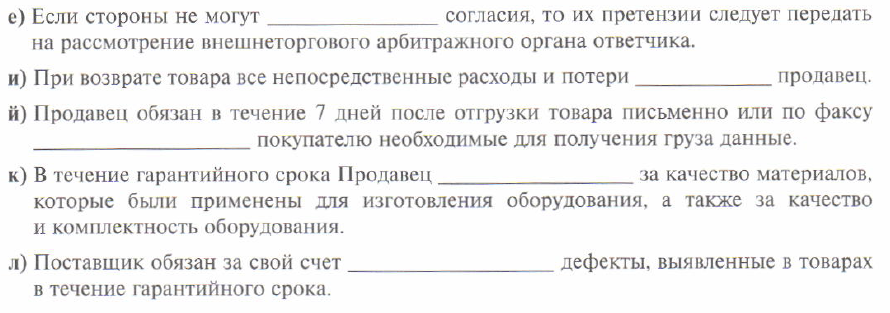 е) Если стороны не могут _________________ согласия, то их претензии следует передать
на рассмотрение внешнеторгового арбитражного органа ответчика.
и) При возврате товара все непосредственные расходы и потери _____________ продавец.
й) Продавец обязан в течение 7 дней после отгрузки товара письменно или по факсу
_____________________ покупателю необходимые для получения груза данные.
к) В течение гарантийного срока Продавец ___________________ за качество материалов,
которые были применены для изготовления оборудования, а также за качество
и комплектность оборудования.
л) Поставщик обязан за свой счет ____________________ дефекты, выявленные в товарах
в течение гарантийного срока.